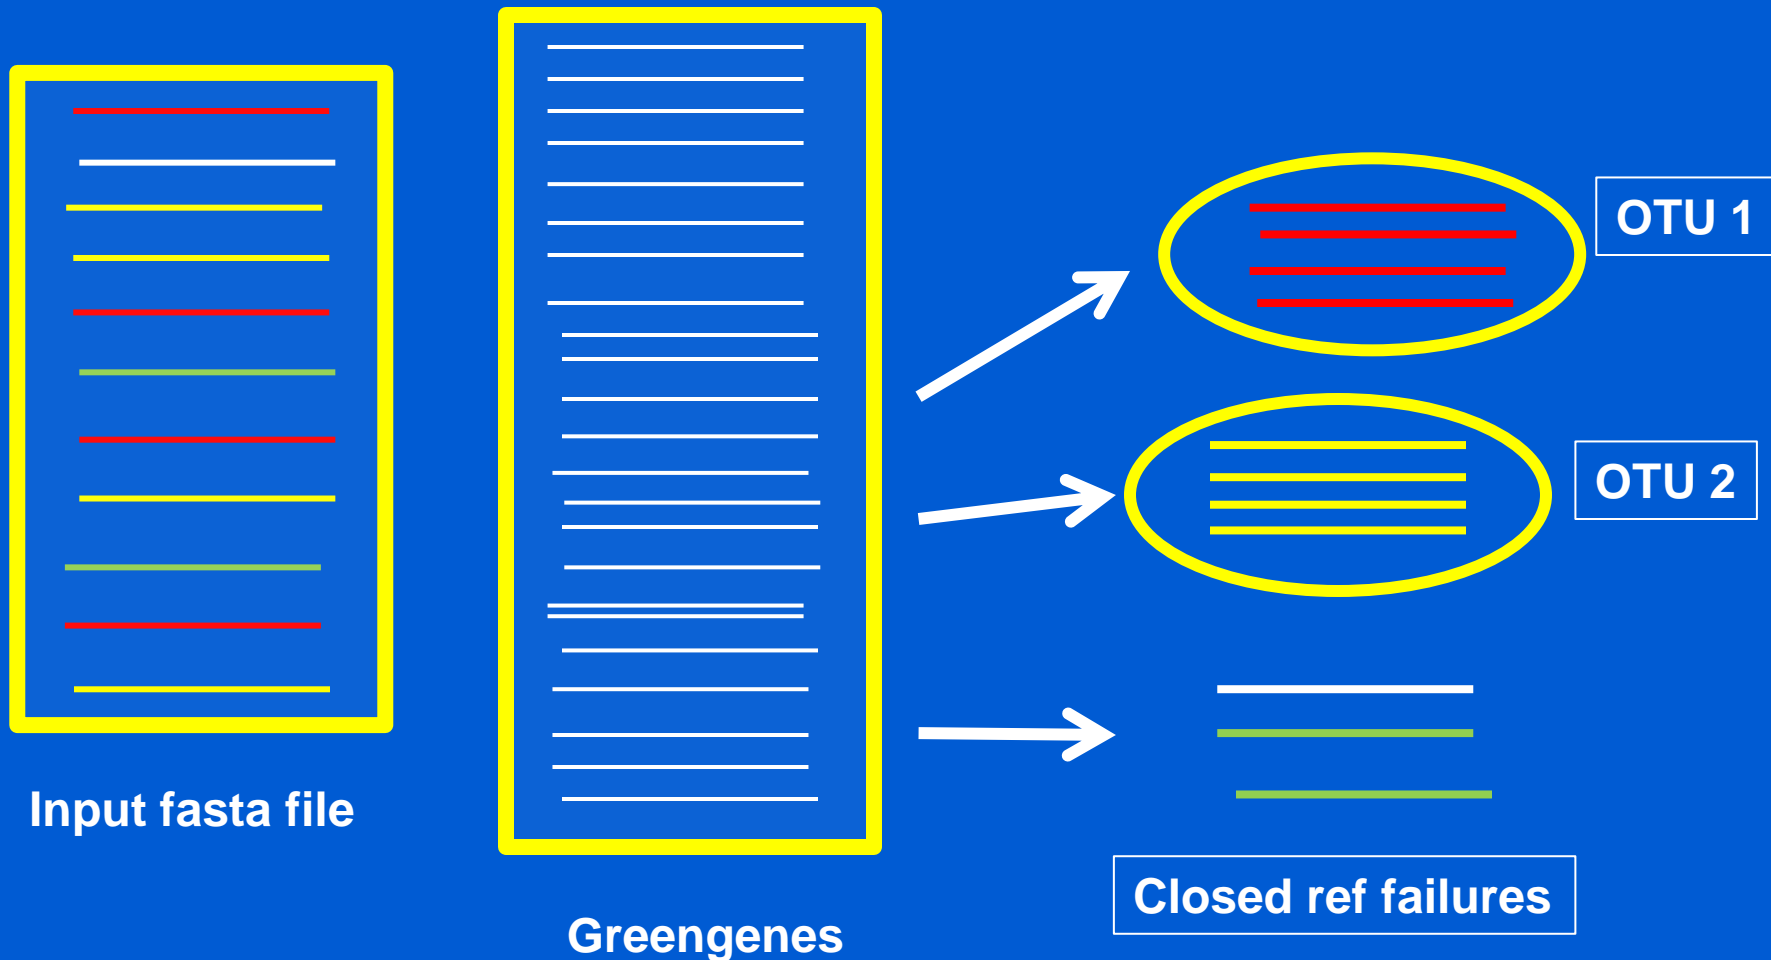 Input fasta file
Greengenes
OTU 1
OTU 2
Closed ref failures